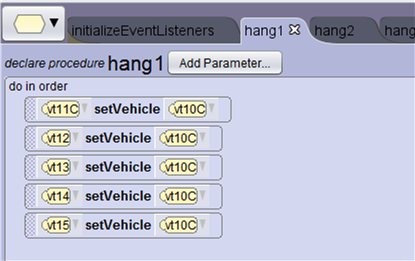 initializeEventListeners hang1 hang2 hang
declare procedure hang1 Add Parameter...
do in order
vt11C setVehicle vt10C
vt12 setVehicle vt10C
vt13 setVehicle vt10C
vt14 setVehicle vt10C
vt15 setVehicle vt10C